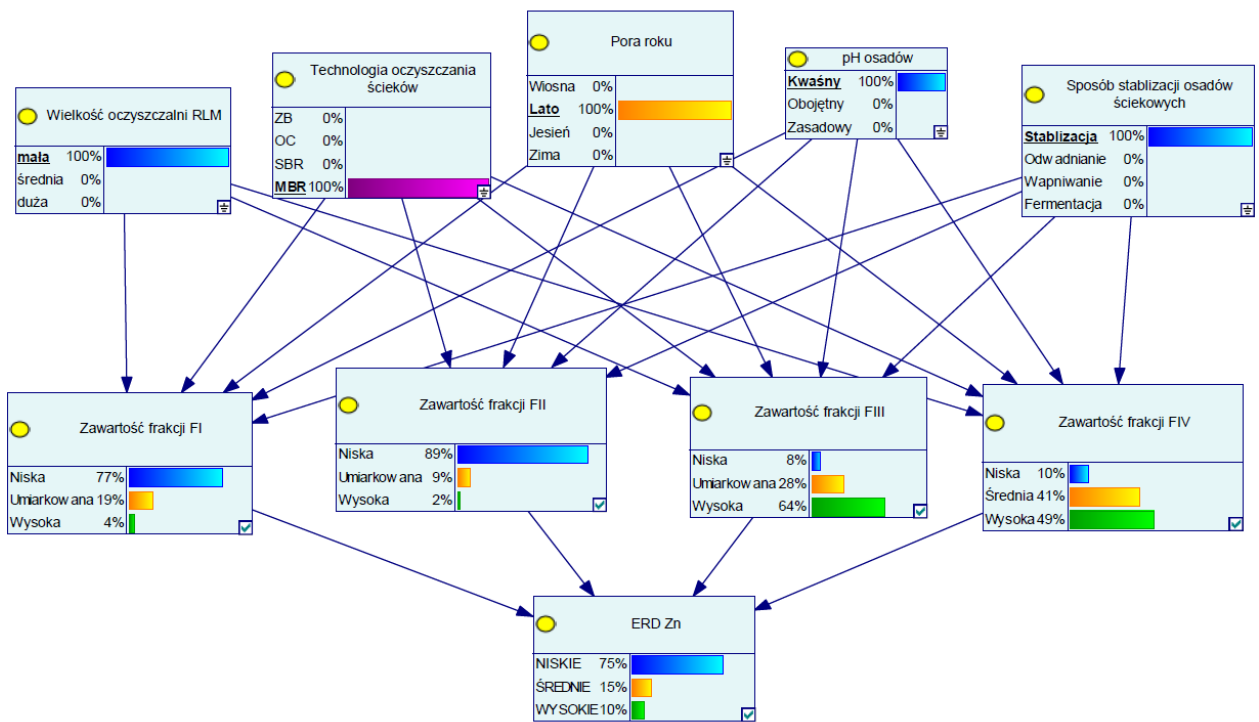 Wielkość oczyszczalni RLM
mała 100%
średnia 0%
duża 0%
Technologia oczyszczania
ścieków
ZB 0%
OC 0%
SBR 0%
MBR 100%
Pora roku
Wiosna 0%
Lato 100%
Jesień 0%
Zima 0%
pH osadów
Kwaśny 100%
Obojętny 0%
Zasadowy 0%
Sposób stablizacji osadów
ściekowych
Stablizacja 100%
Odwadnianie 0%
Wapniwanie 0%
Fermentacja 0%
Zawartość frakcji FI
Niska 77%
Umiarkowana 19%
Wysoka 4%
Zawartość frakcji FII
Niska 89%
Umiarkowana 9%
Wysoka 2%
Zawartość frakcji FIII
Niska 8%
Umiarkowana 28%
Wysoka 64%
Zawartość frakcji FIV
Niska 10%
Średnia 41%
Wysoka 49%
ERD Zn
NISKIE 75%
ŚREDNIE 15%
WYSOKIE 10%